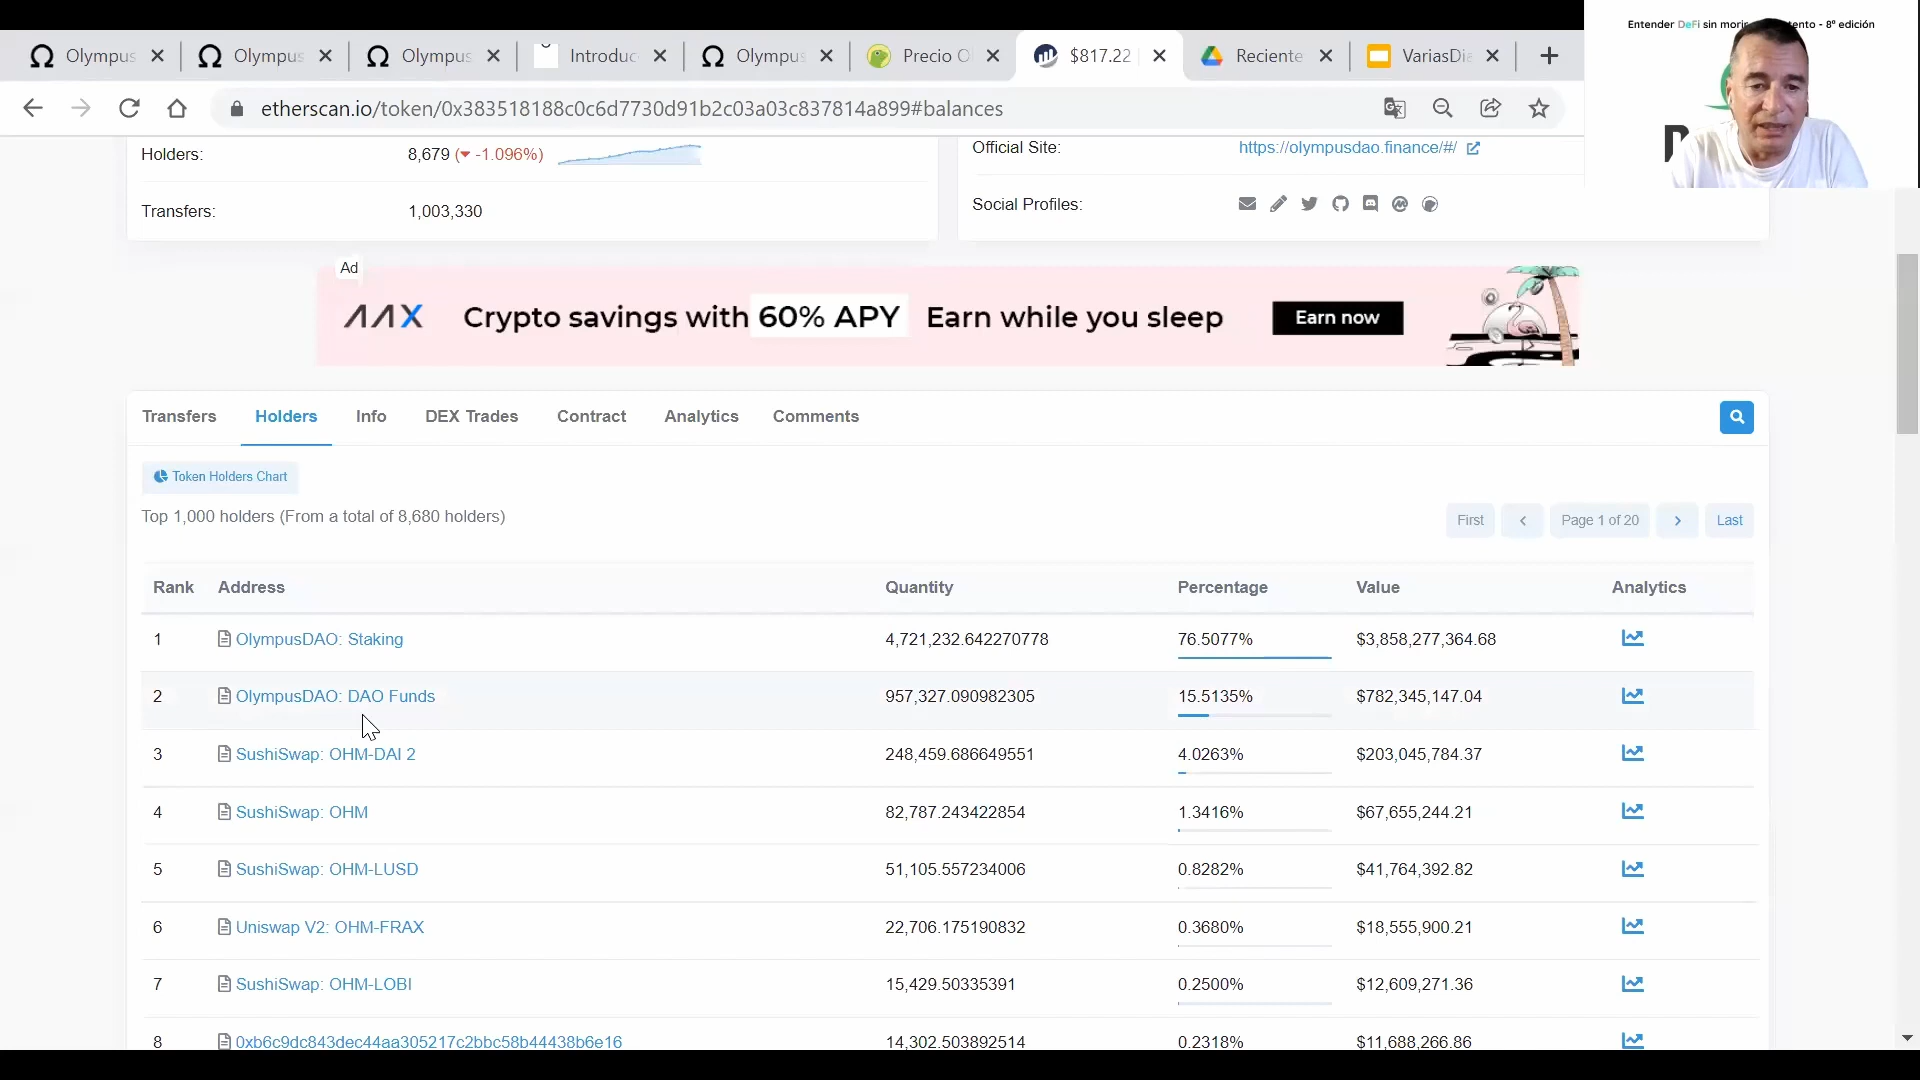 Entender DeFi sin morir
ento - 8ª edición
Olympus
Olympus
Olympus
Introduc
Olympus
Precio O
$817.22
Reciente
VariasDia
etherscan.io/token/0x383518188c0c6d7730d91b2c03a03c837814a899#balances
Holders:
8,679 (▼ -1.096%)
Official Site:
https://olympusdao.finance/#/
Transfers:
1,003,330
Social Profiles:
Ad
AAX
Crypto savings with 60% APY Earn while you sleep
Earn now
Transfers Holders Info DEX Trades Contract Analytics Comments
Token Holders Chart
Top 1,000 holders (From a total of 8,680 holders)
First Page 1 of 20 Last
Rank Address Quantity Percentage Value Analytics
1 OlympusDAO: Staking 4,721,232.642270778 76.5077% $3,858,277,364.68
2 OlympusDAO: DAO Funds 957,327.090982305 15.5135% $782,345,147.04
3 SushiSwap: OHM-DAI 2 248,459.686649551 4.0263% $203,045,784.37
4 SushiSwap: OHM 82,787.243422854 1.3416% $67,655,244.21
5 SushiSwap: OHM-LUSD 51,105.557234006 0.8282% $41,764,392.82
6 Uniswap V2: OHM-FRAX 22,706.175190832 0.3680% $18,555,900.21
7 SushiSwap: OHM-LOBI 15,429.50335391 0.2500% $12,609,271.36
8 0xb6c9dc843dec44aa305217c2bbc58b44438b6e16 14,302.503892514 0.2318% $11,688,266.86